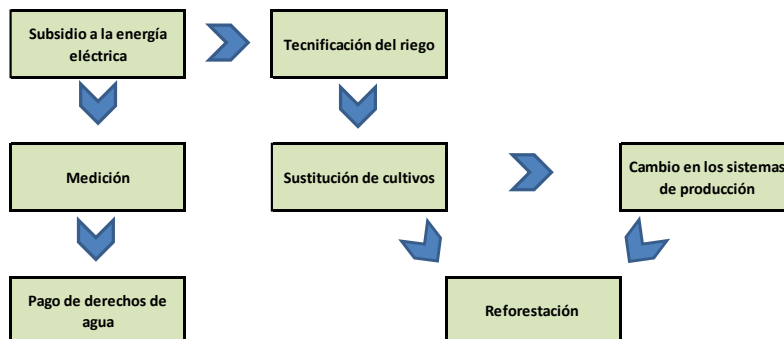 Subsidio a la energía
eléctrica
Tecnificación del riego
Medición
Sustitución de cultivos
Cambio en los sistemas
de producción
Pago de derechos de
agua
Reforestación